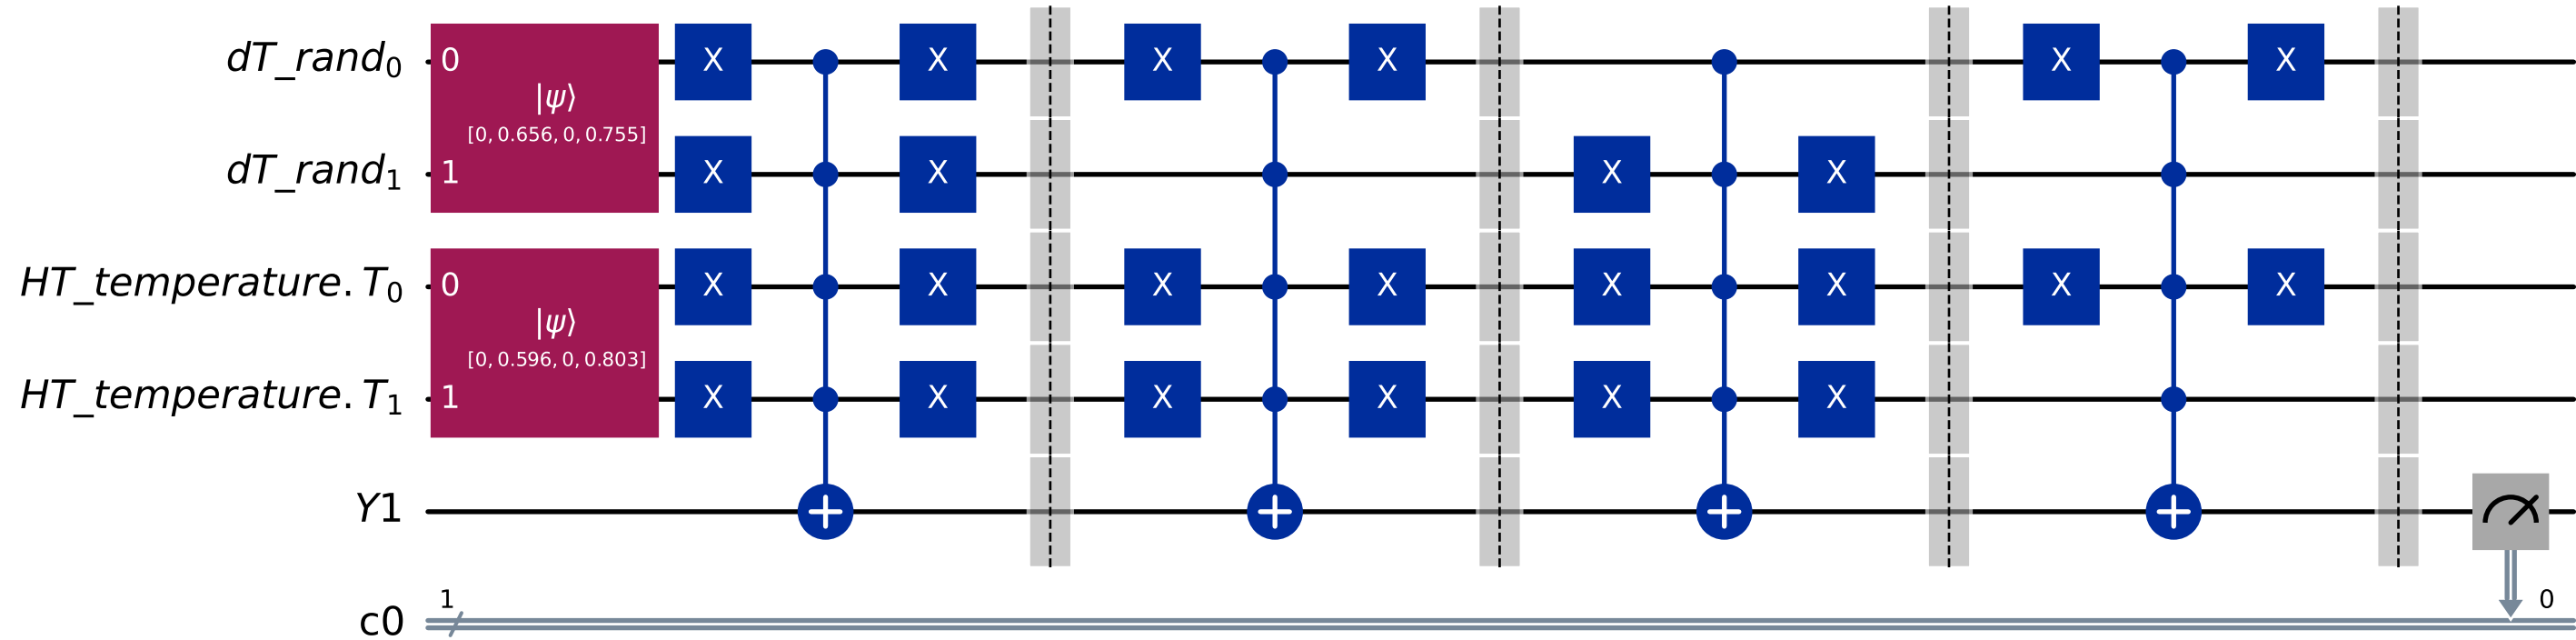 dT_rand0 0 X X X X X X
|ψ⟩
[0, 0.656, 0, 0.755]
dT_rand1 1 X X X X
HT_temperature.T0 0 X X X X X X X X
|ψ⟩
[0, 0.596, 0, 0.803]
HT_temperature.T1 1 X X X X X X
Y1
1 0
c0